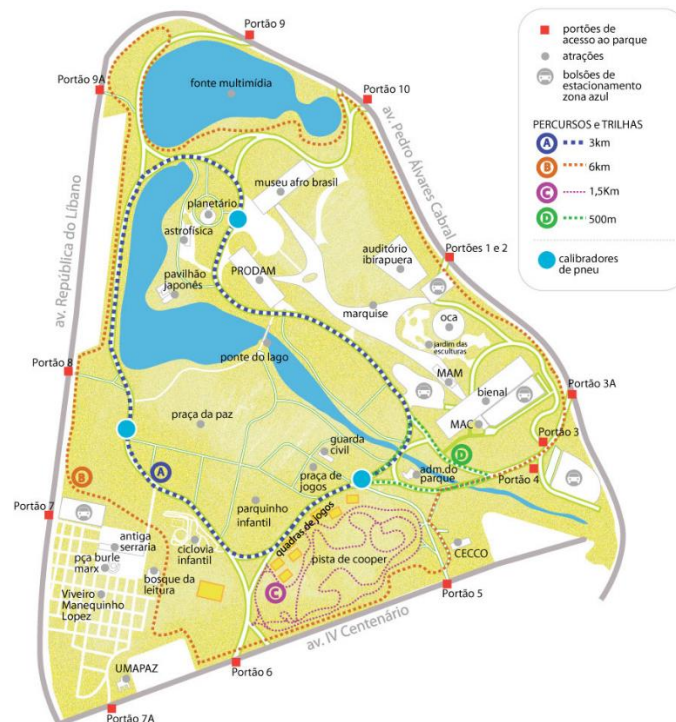 Portão 9
Portão 9A
fonte multimídia
Portão 10
av. Pedro Álvares Cabral
museu afro brasil
planetário
astrofísica
auditório
ibirapuera
Portões 1 e 2
av. República do Líbano
pavilhão
japonês
PRODAM
marquise
oca
jardim das
esculturas
ponte do lago
Portão 8
MAM
bienal
Portão 3A
praça da paz
MAC
guarda
civil
D
Portão 3
B
A
praça de
jogos
adm.do
parque
Portão 4
Portão 7
parquinho
infantil
quadras de jogos
antiga
serraria
ciclovia
infantil
pista de cooper
CECCO
pça burle
marx
bosque da
leitura
Viveiro
Manequinho
Lopez
C
Portão 5
av. IV Centenário
UMAPAZ
Portão 6
Portão 7A
portões de
acesso ao parque
atrações
bolsões de
estacionamento
zona azul
PERCURSOS e TRILHAS
A 3km
B 6km
C 1,5Km
D 500m
calibradores
de pneu